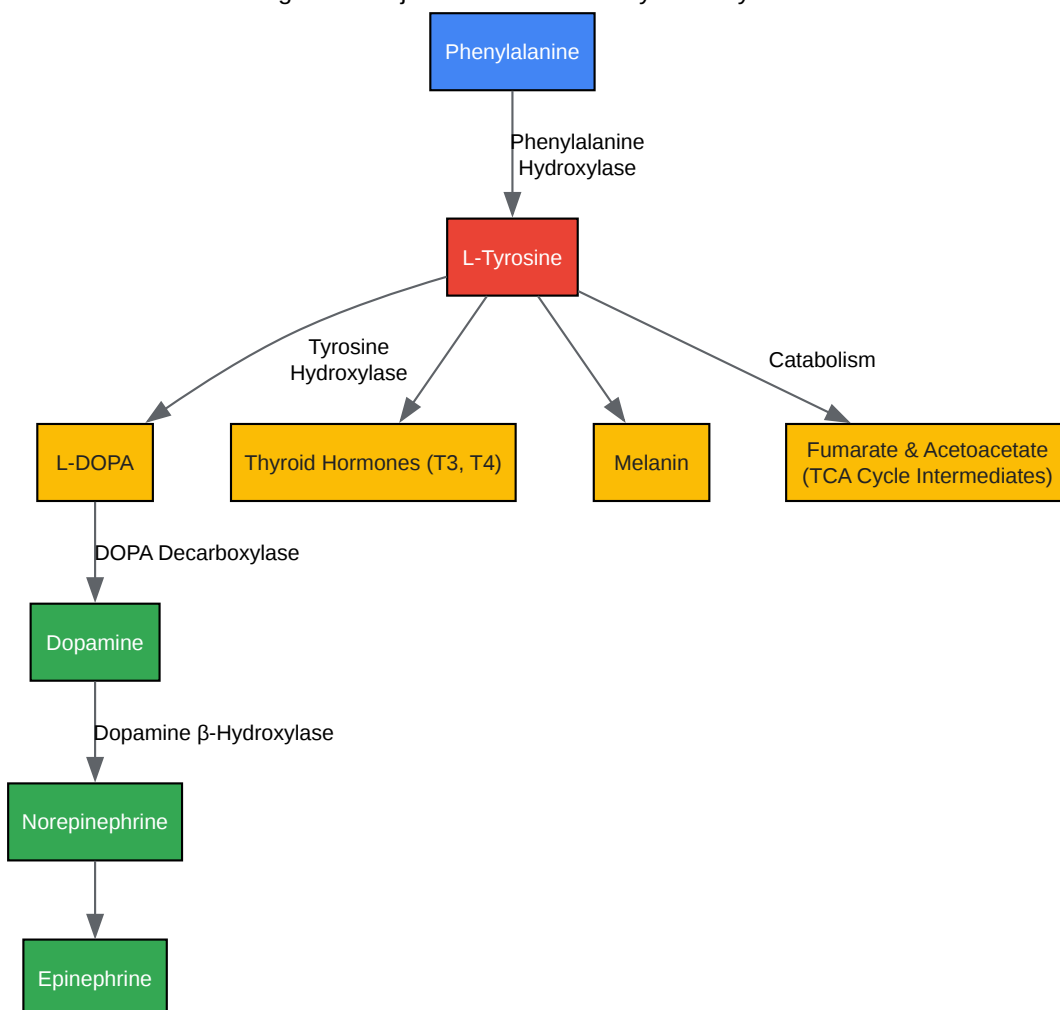 Phenylalanine
Phenylalanine
Hydroxylase
L-Tyrosine
Tyrosine
Hydroxylase
Catabolism
L-DOPA
Thyroid Hormones (T3, T4)
Melanin
Fumarate & Acetoacetate
(TCA Cycle Intermediates)
DOPA Decarboxylase
Dopamine
Dopamine β-Hydroxylase
Norepinephrine
Epinephrine